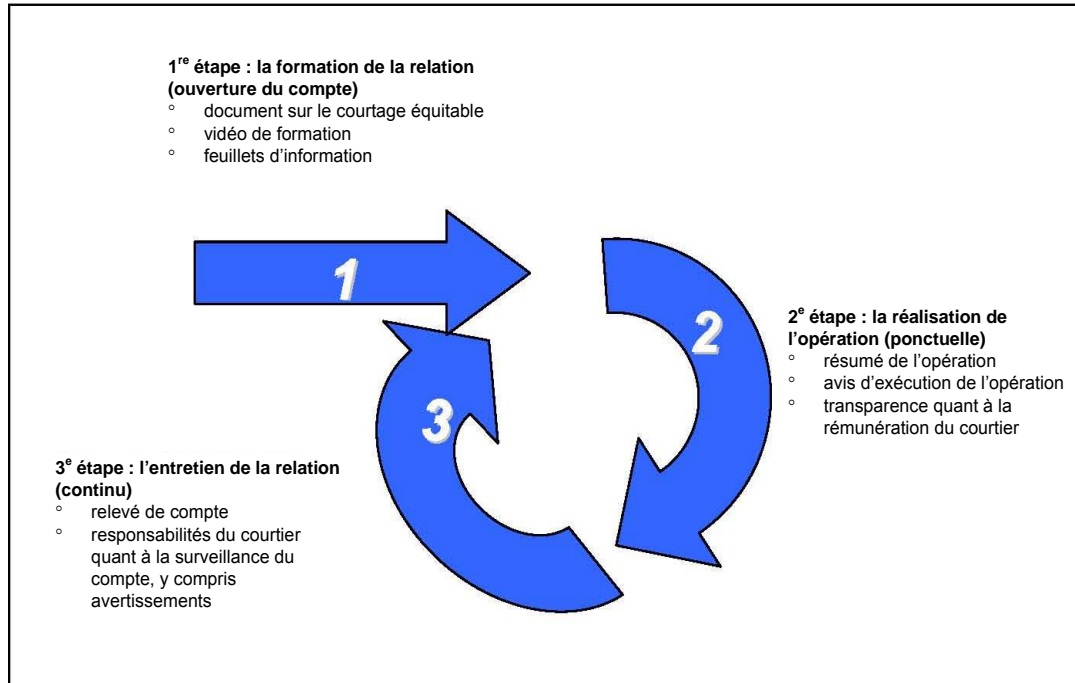 1re étape : la formation de la relation
(ouverture du compte)
° document sur le courtage équitable
° vidéo de formation
° feuillets d'information
1
2
2e étape : la réalisation de
l'opération (ponctuelle)
° résumé de l'opération
° avis d'exécution de l'opération
° transparence quant à la
rémunération du courtier
3
3e étape : l'entretien de la relation
(continu)
° relevé de compte
° responsabilités du courtier
quant à la surveillance du
compte, y compris
avertissements